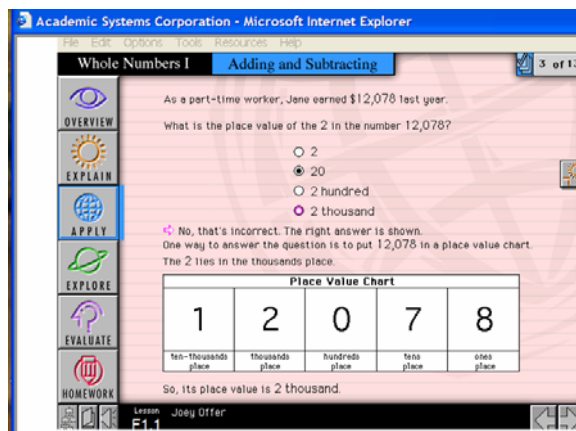 Academic Systems Corporation - Microsoft Internet Explorer
File Edit Options Tools Resources Help
Whole Numbers I Adding and Subtracting 3 of 13
OVERVIEW
EXPLAIN
APPLY
EXPLORE
EVALUATE
HOMEWORK
As a part-time worker, Jane earned $12,078 last year.
What is the place value of the 2 in the number 12,078?
2
20
2 hundred
2 thousand
No, that's incorrect. The right answer is shown.
One way to answer the question is to put 12,078 in a place value chart.
The 2 lies in the thousands place.
Place Value Chart
1 2 0 7 8
ten-thousands thousands hundreds tens ones
place place place place place
So, its place value is 2 thousand.
Lesson Joey Offer
F1.1